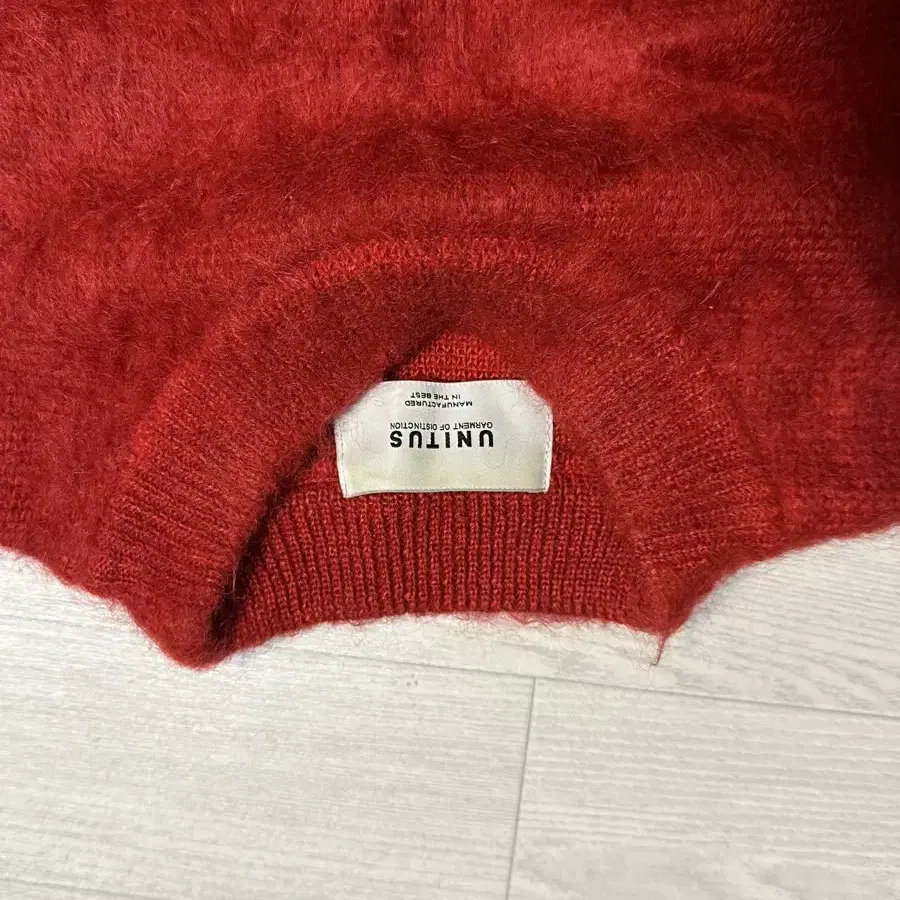 UNITUS
GARMENT OF DISTINCTION
MANUFACTURED
IN THE BEST